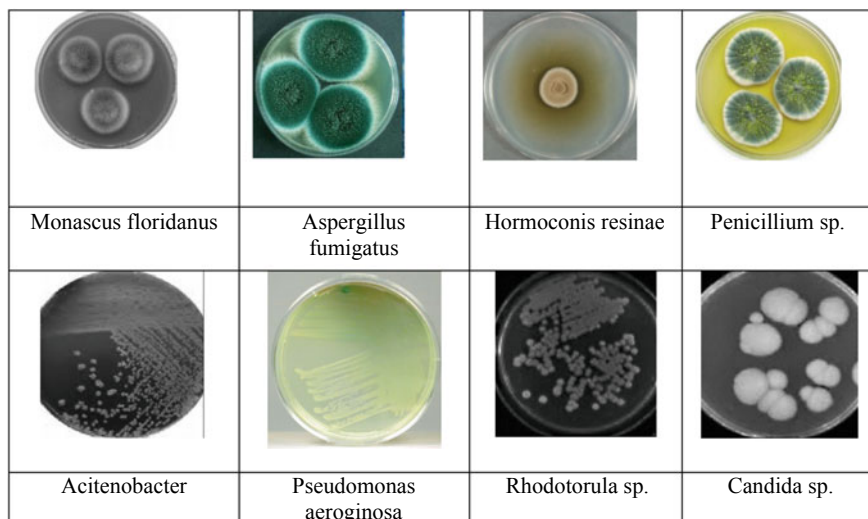 Monascus floridanus
Aspergillus
fumigatus
Hormoconis resinae
Penicillium sp.
Acitenobacter
Pseudomonas
aeroginosa
Rhodotorula sp.
Candida sp.